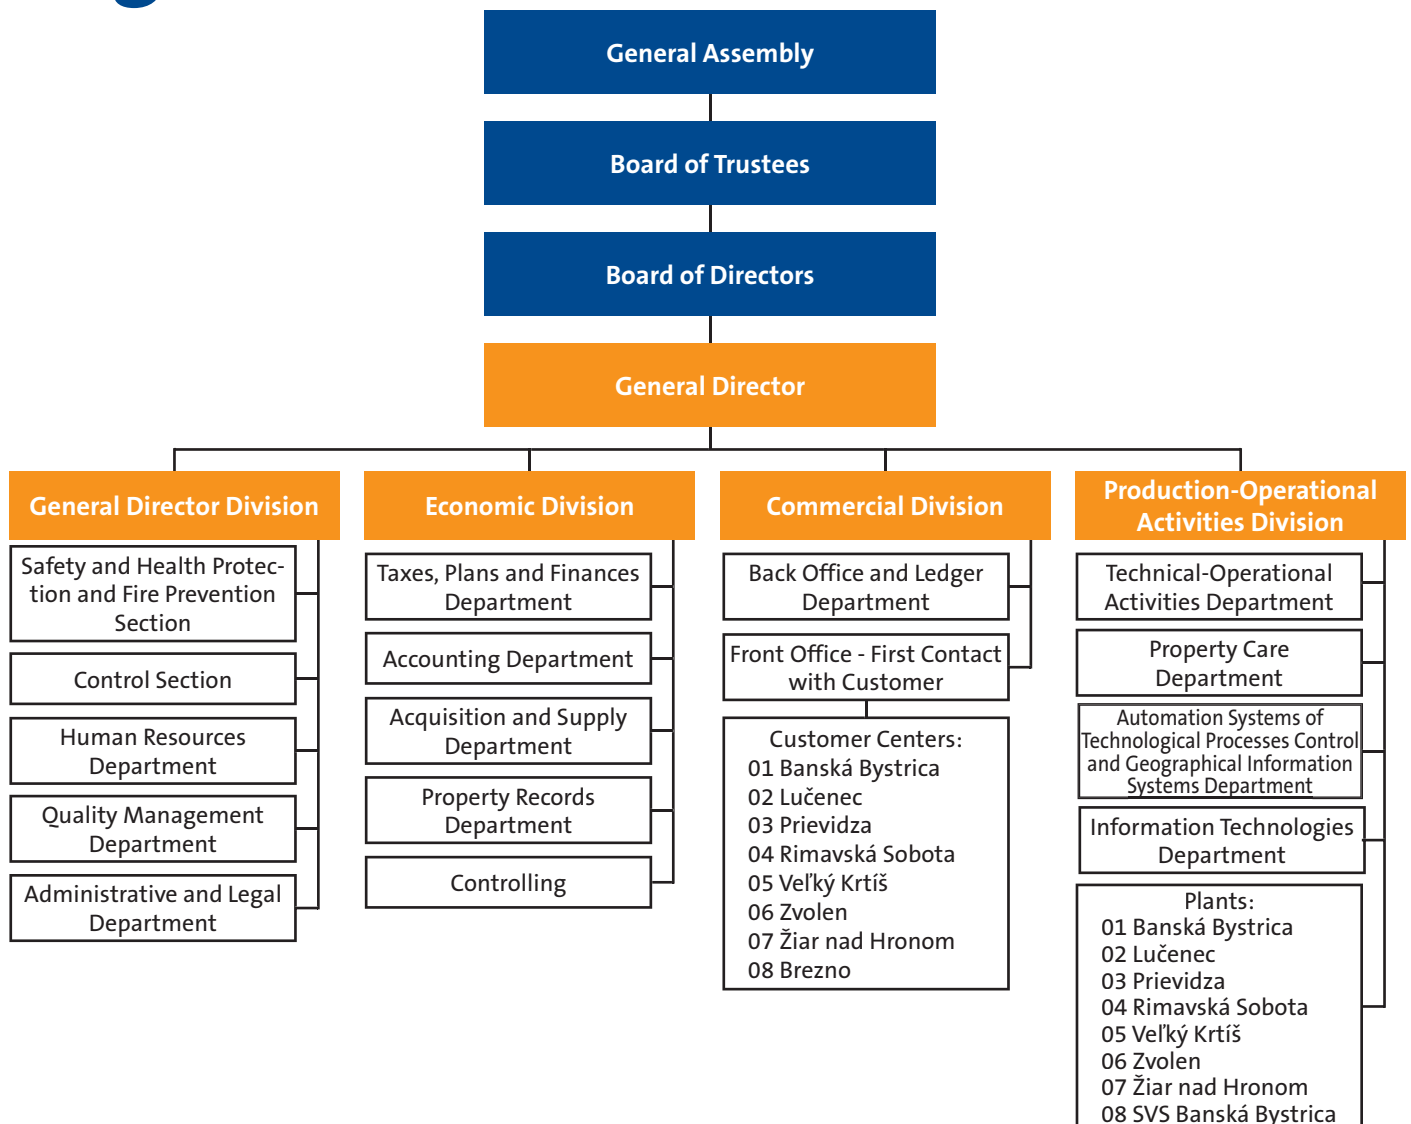 General Assembly
Board of Trustees
Board of Directors
General Director
General Director Division
Safety and Health Protec-
tion and Fire Prevention
Section
Control Section
Human Resources
Department
Quality Management
Department
Administrative and Legal
Department
Economic Division
Taxes, Plans and Finances
Department
Accounting Department
Acquisition and Supply
Department
Property Records
Department
Controlling
Commercial Division
Back Office and Ledger
Department
Front Office - First Contact
with Customer
Customer Centers:
01 Banská Bystrica
02 Lučenec
03 Prievidza
04 Rimavská Sobota
05 Veľký Krtíš
06 Zvolen
07 Žiar nad Hronom
08 Brezno
Production-Operational
Activities Division
Technical-Operational
Activities Department
Property Care
Department
Automation Systems of
Technological Processes Control
and Geographical Information
Systems Department
Information Technologies
Department
Plants:
01 Banská Bystrica
02 Lučenec
03 Prievidza
04 Rimavská Sobota
05 Veľký Krtíš
06 Zvolen
07 Žiar nad Hronom
08 SVS Banská Bystrica